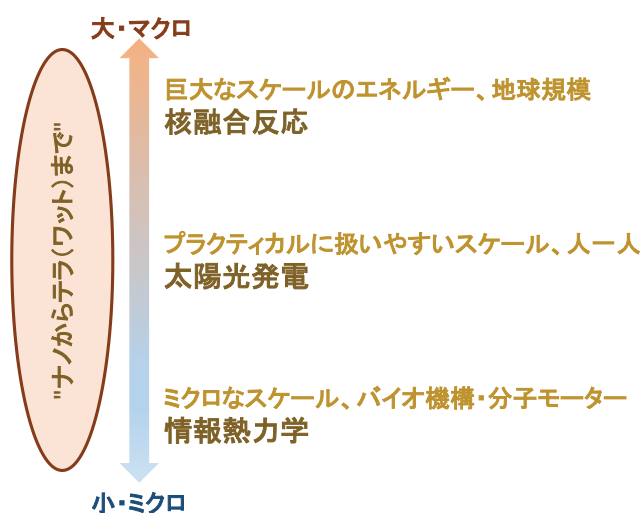 大・マクロ
巨大なスケールのエネルギー、地球規模
核融合反応
"ナノからテラ(ワット)まで"
プラクティカルに扱いやすいスケール、人一人
太陽光発電
ミクロなスケール、バイオ機構・分子モーター
情報熱力学
小・ミクロ